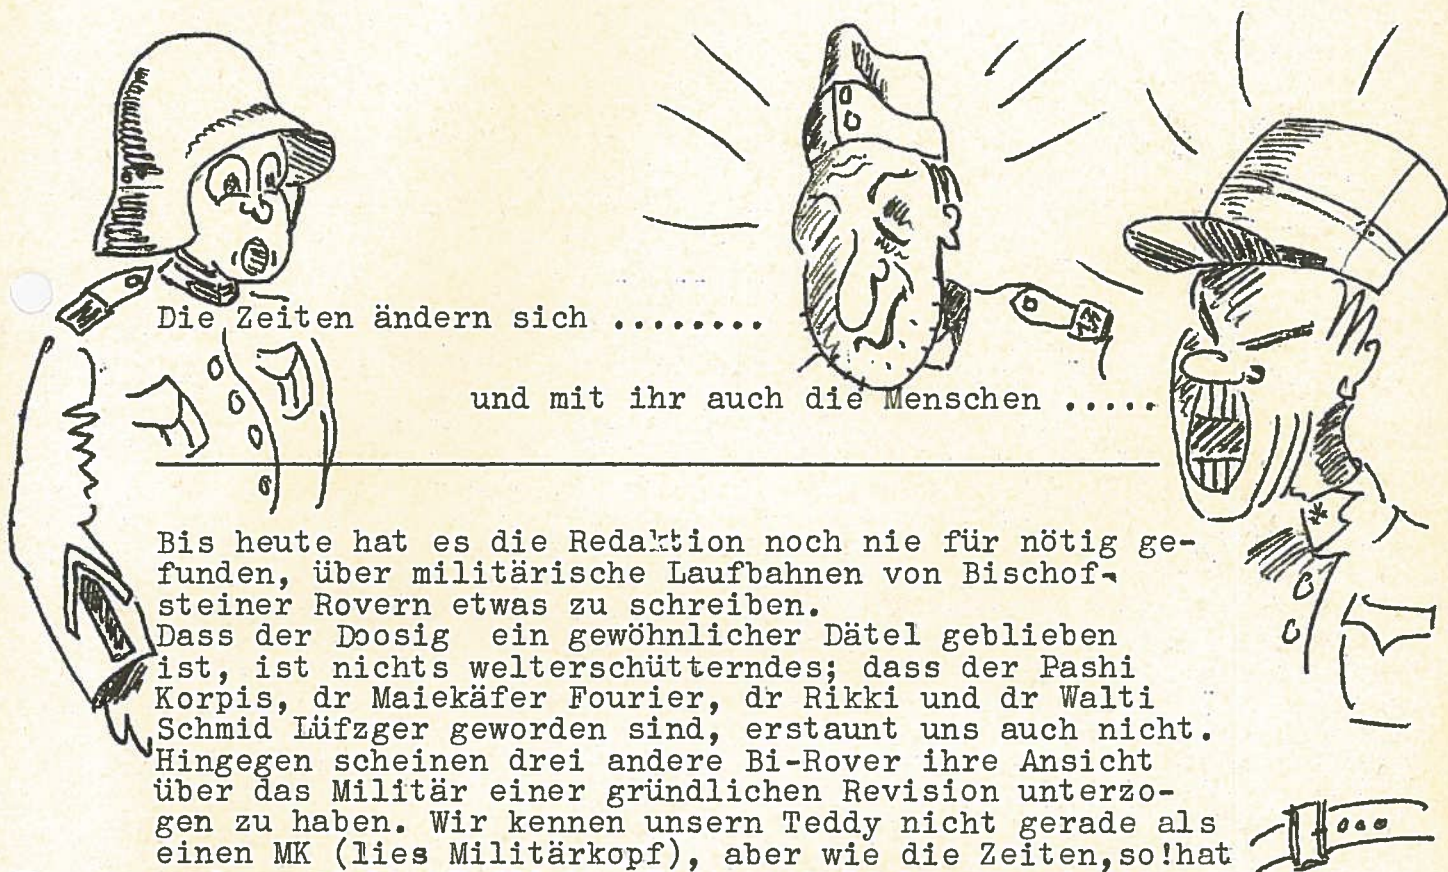 Die Zeiten ändern sich ........
und mit ihr auch die Menschen .....
Bis heute hat es die Redaktion noch nie für nötig ge-
funden, über militärische Laufbahnen von Bischof-
steiner Rovern etwas zu schreiben.
Dass der Doosig ein gewöhnlicher Dätel geblieben
ist, ist nichts welterschütterndes; dass der Pashi
Korpis, dr Maiekäfer Fourier, dr Rikki und dr Walti
Schmid Lüfzger geworden sind, erstaunt uns auch nicht.
Hingegen scheinen drei andere Bi-Rover ihre Ansicht
über das Militär einer gründlichen Revision unterzo-
gen zu haben. Wir kennen unsern Teddy nicht gerade als
einen MK (lies Militärkopf), aber wie die Zeiten,so!hat